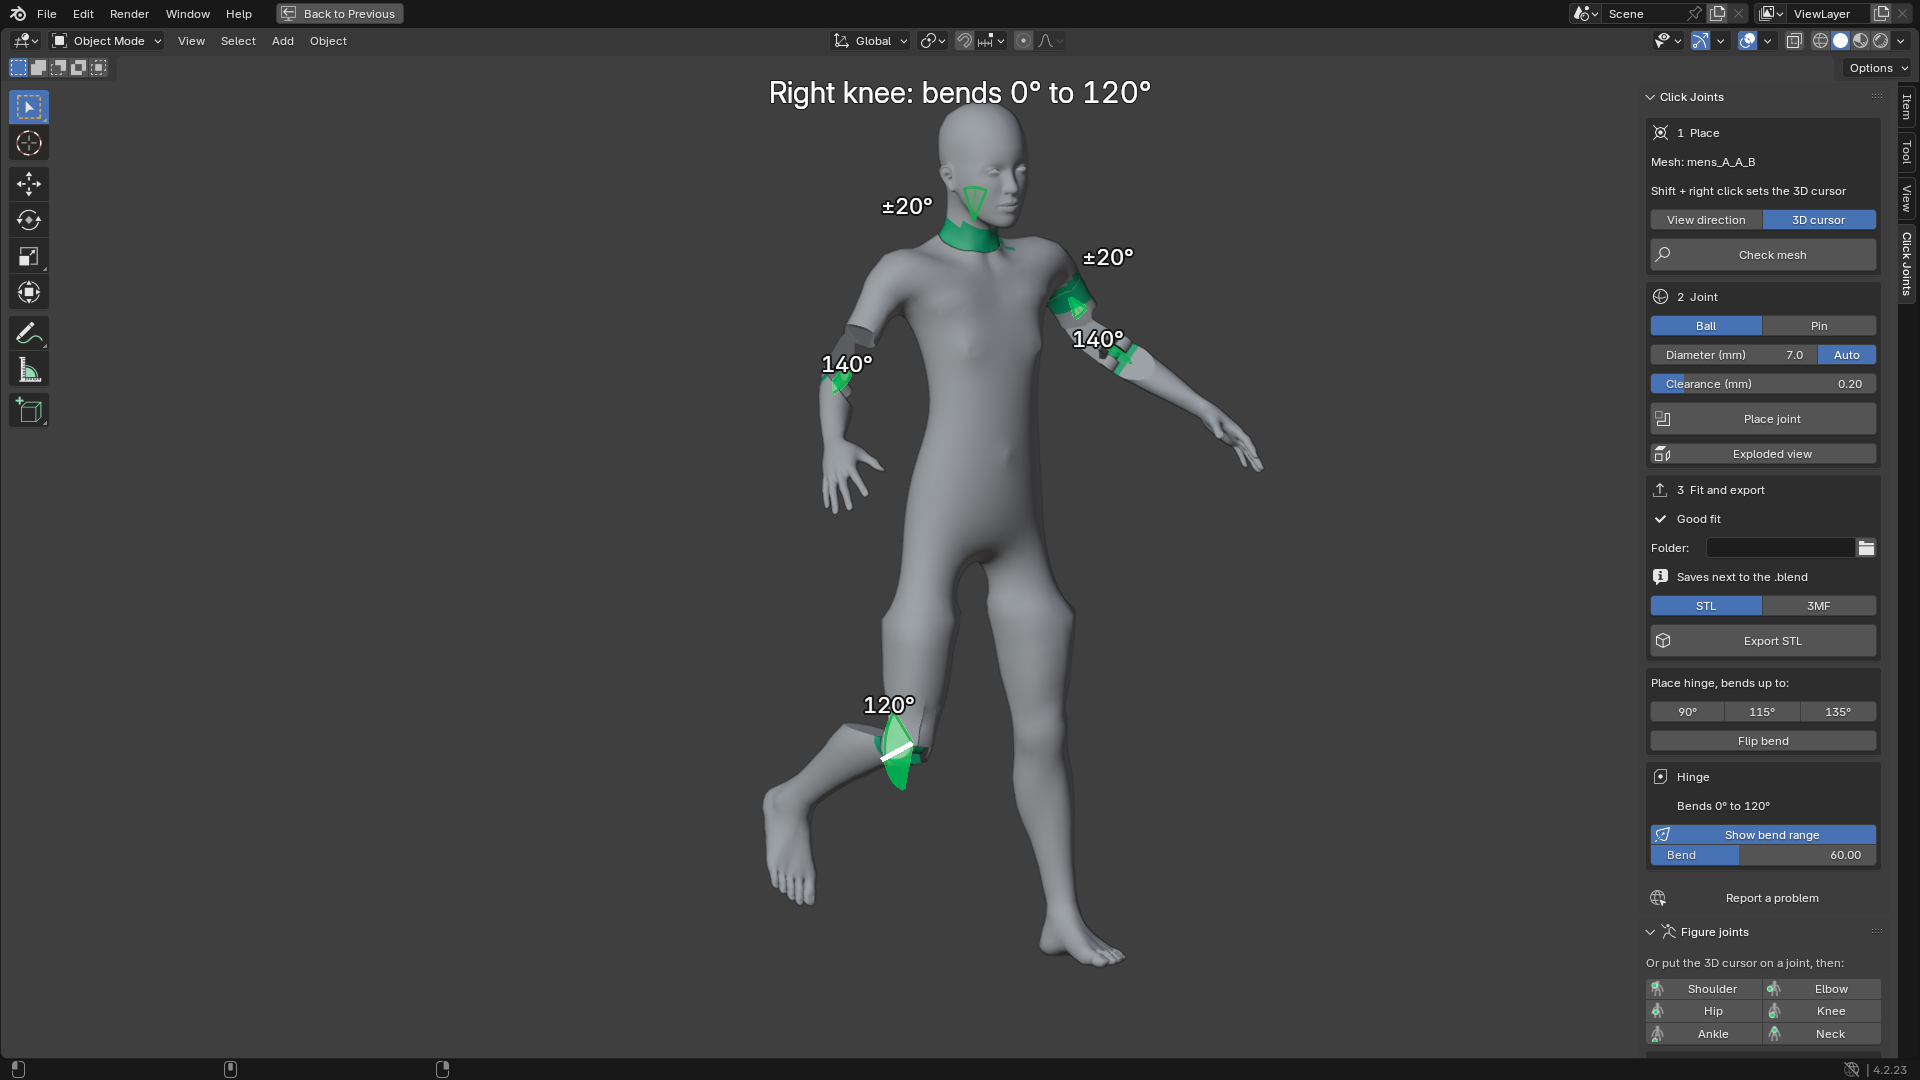 File Edit Render Window Help Back to Previous Scene ViewLayer
Object Mode View Select Add Object Global
Options
Right knee: bends 0° to 120°
±20°
±20°
140°
140°
120°
Click Joints
1 Place
Mesh: mens_A_A_B
Shift + right click sets the 3D cursor
View direction 3D cursor
Check mesh
2 Joint
Ball Pin
Diameter (mm) 7.0 Auto
Clearance (mm) 0.20
Place joint
Exploded view
3 Fit and export
Good fit
Folder:
Saves next to the .blend
STL 3MF
Export STL
Place hinge, bends up to:
90° 115° 135°
Flip bend
Hinge
Bends 0° to 120°
Show bend range
Bend 60.00
Report a problem
Figure joints
Or put the 3D cursor on a joint, then:
Shoulder Elbow
Hip Knee
Ankle Neck
Item
Tool
View
Click Joints
4.2.23